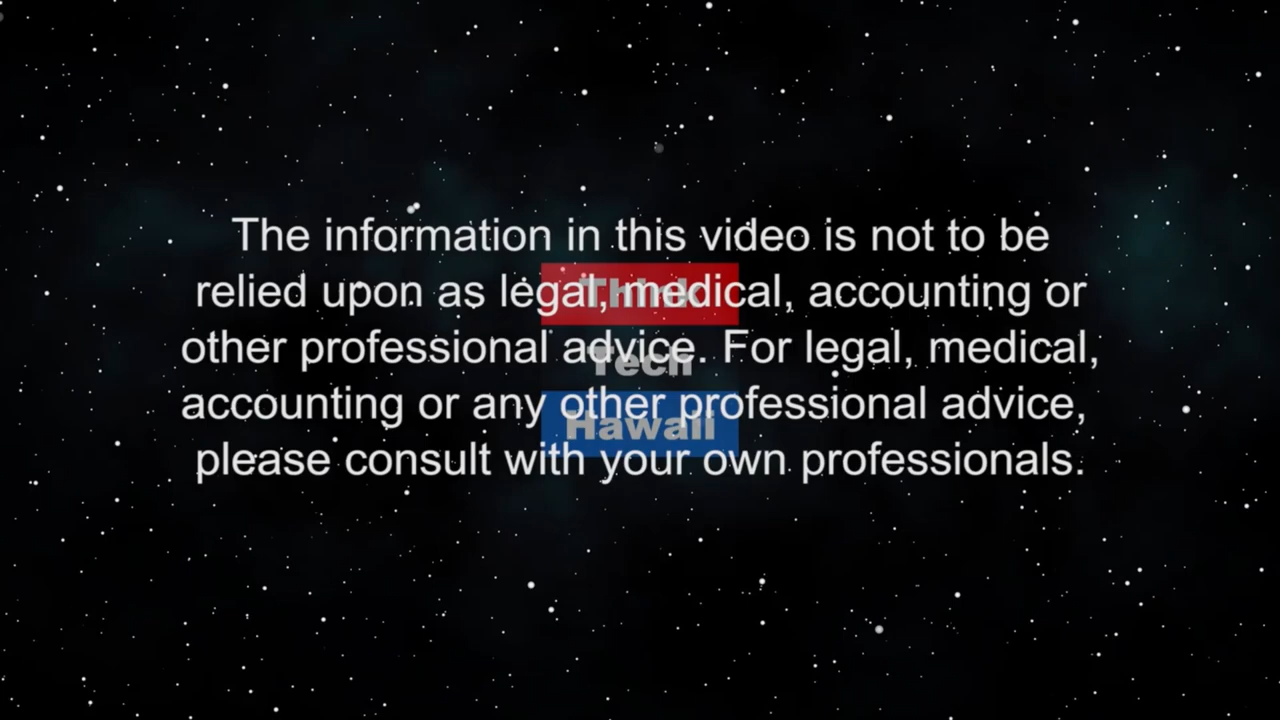 The information in this video is not to be
relied upon as legal, medical, accounting or
other professional advice. For legal, medical,
accounting or any other professional advice,
please consult with your own professionals.
Think
Tech
Hawaii